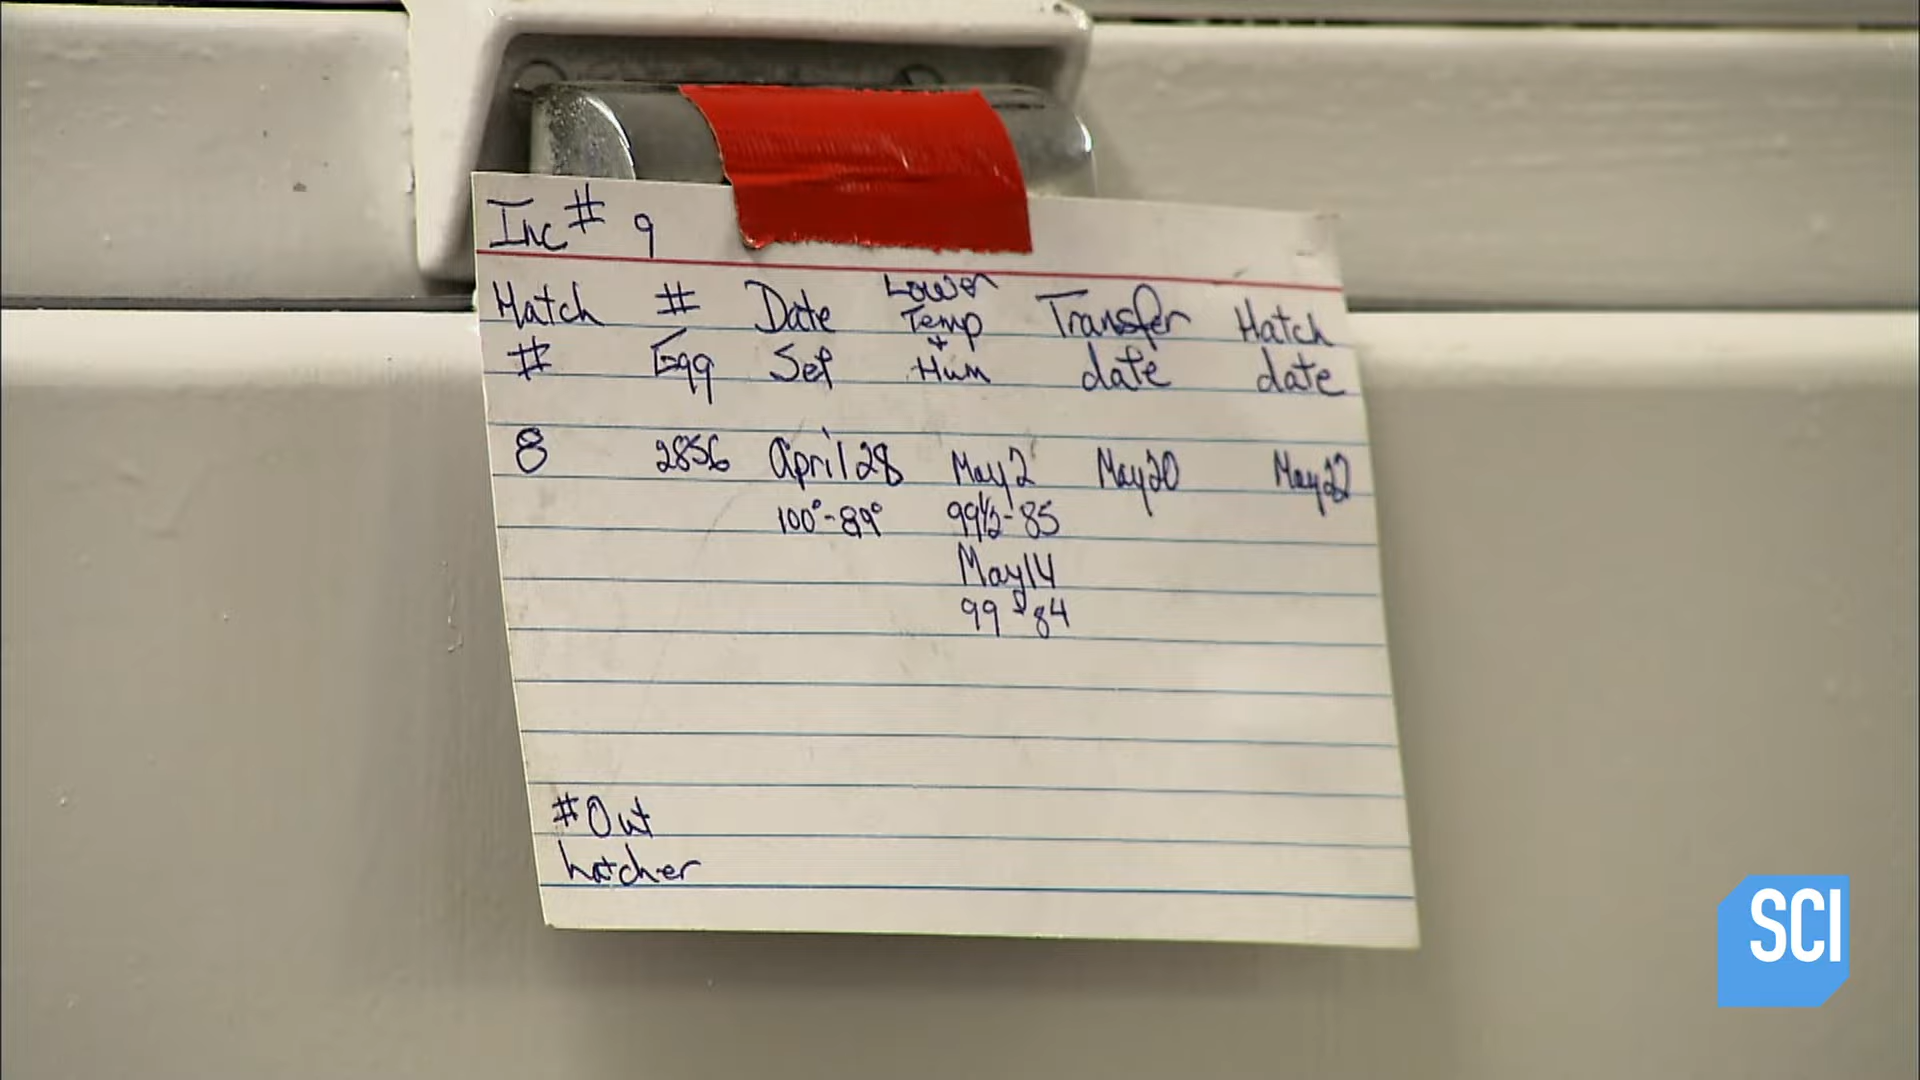 Inc # 9
Hatch # Date Lower Temp + Hum Transfer Hatch
# Egg Set date date
8 2856 April 28 May 2 May 20 May 22
100°-89° 99½-85
May 14
99-84
#Out
hatcher
SCI